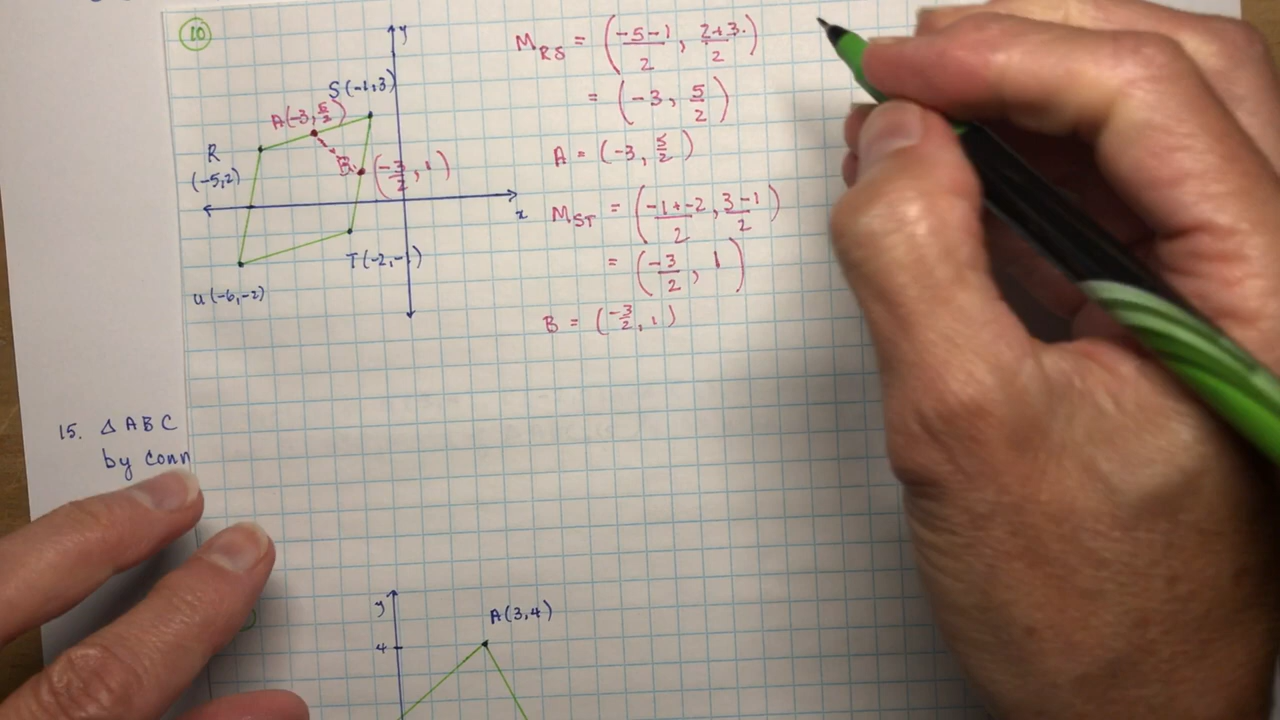 10
y
S(-1,3)
A(-3, 5/2)
R
(-5,2)
B (-3/2, 1)
x
T(-2,-1)
U(-6,-2)
M_RS = ((-5-1)/2, (2+3)/2)
= (-3, 5/2)
A = (-3, 5/2)
M_ST = ((-1+-2)/2, (3-1)/2)
= (-3/2, 1)
B = (-3/2, 1)
15. △ABC
by conn
y
A(3,4)
4